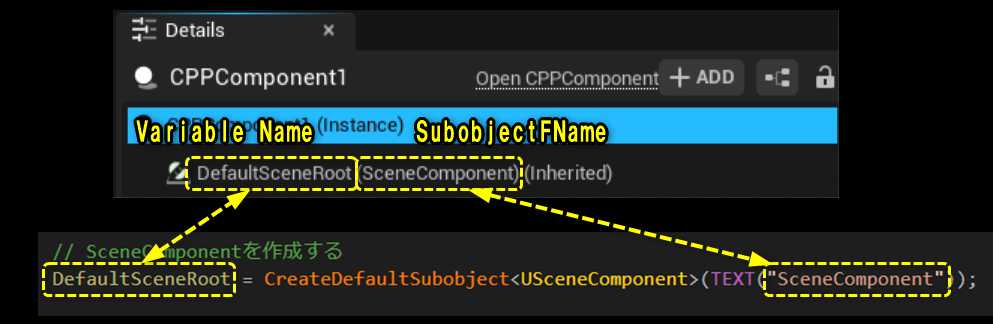 Details ×
CPPComponent1 Open CPPComponent + ADD
Variable Name (Instance) SubobjectFName
DefaultSceneRoot (SceneComponent) (Inherited)
// SceneComponentを作成する
DefaultSceneRoot = CreateDefaultSubobject<USceneComponent>(TEXT("SceneComponent"));